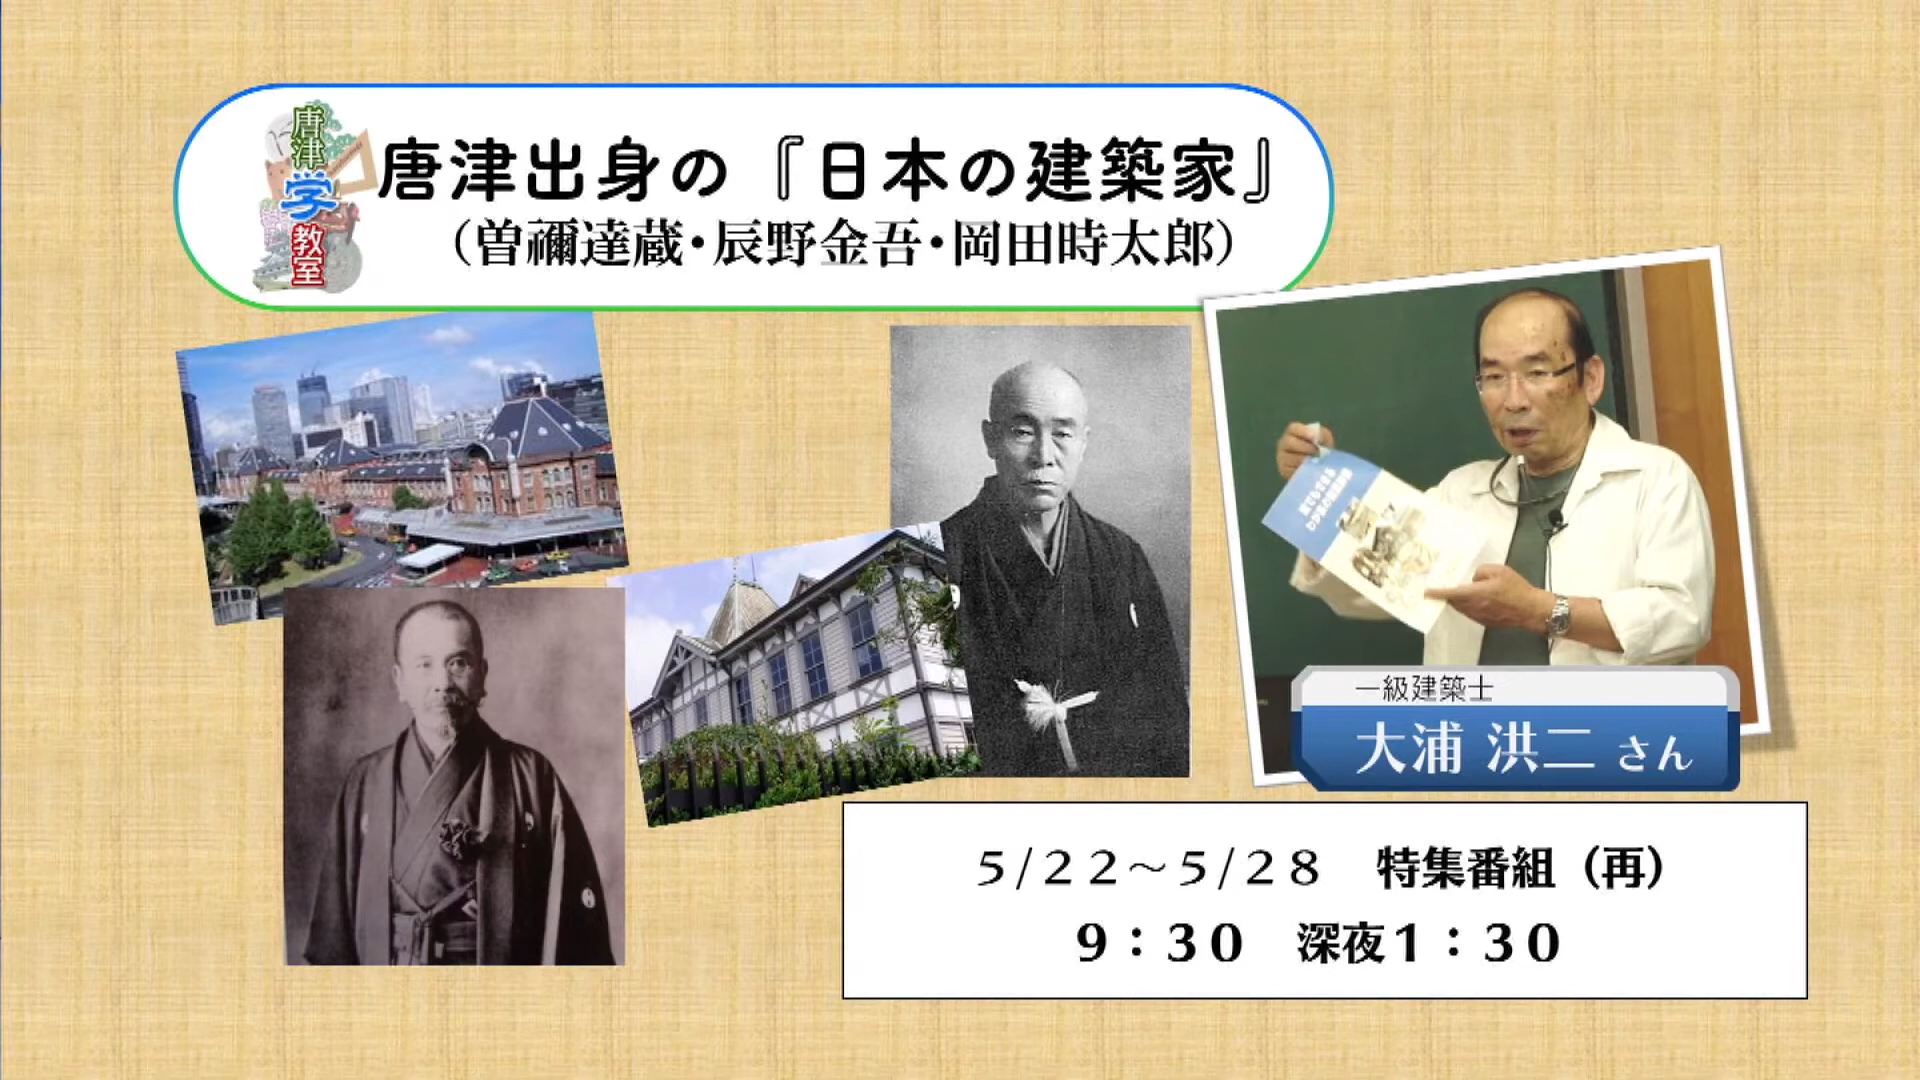 唐津学教室
唐津出身の『日本の建築家』
（曽禰達蔵・辰野金吾・岡田時太郎）
一級建築士
大浦 洪二 さん
５/２２～５/２８　特集番組（再）
９：３０　深夜１：３０